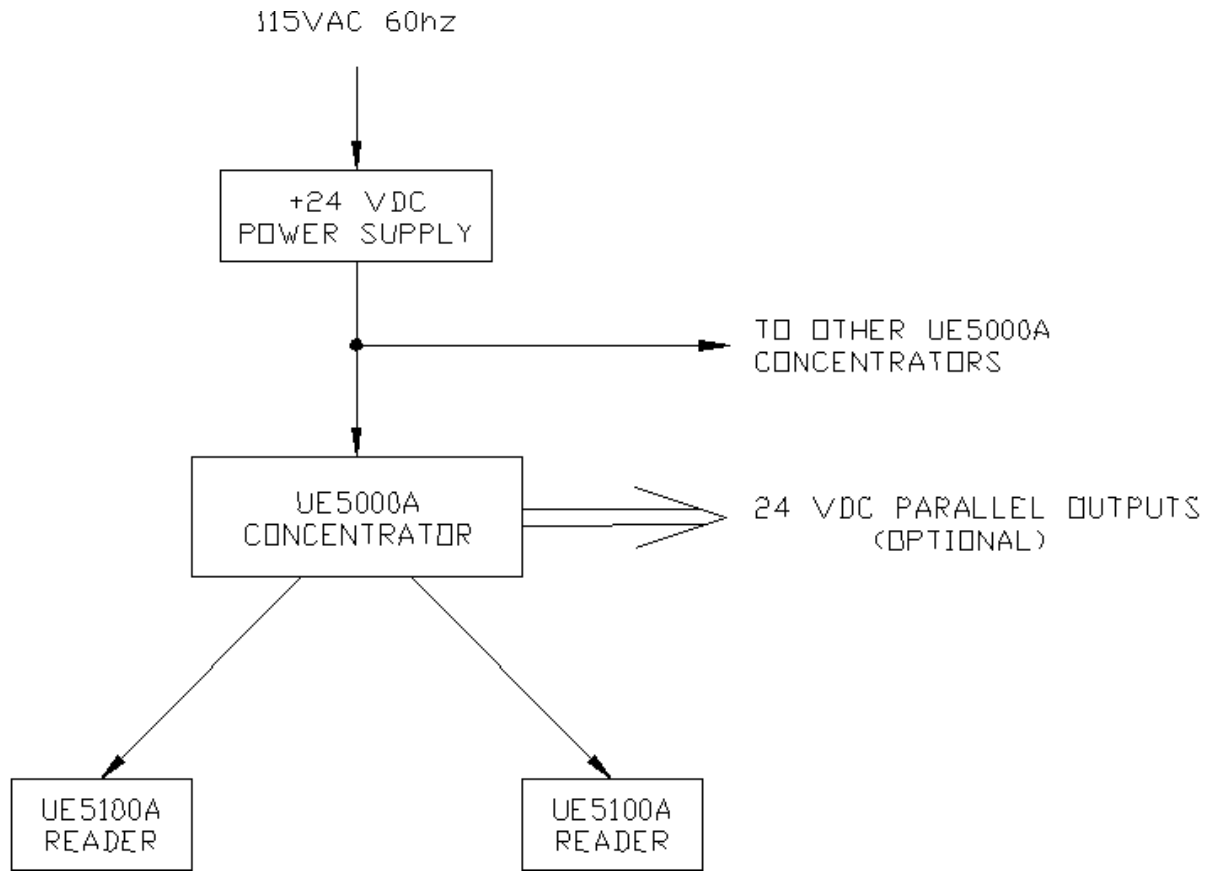 115VAC 60hz
+24 VDC
POWER SUPPLY
TO OTHER UE5000A
CONCENTRATORS
UE5000A
CONCENTRATOR
24 VDC PARALLEL OUTPUTS
(OPTIONAL)
UE5100A
READER
UE5100A
READER